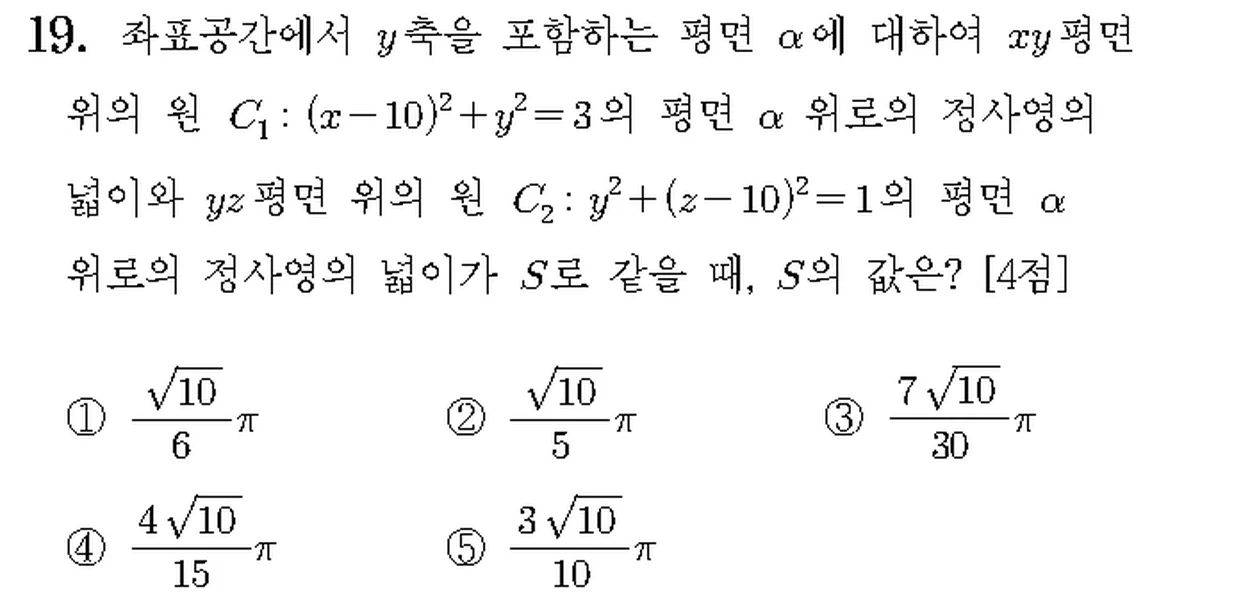 19. 좌표공간에서 y축을 포함하는 평면 α에 대하여 xy평면
위의 원 C₁ : (x−10)²+y²=3의 평면 α 위로의 정사영의
넓이와 yz평면 위의 원 C₂ : y²+(z−10)²=1의 평면 α
위로의 정사영의 넓이가 S로 같을 때, S의 값은? [4점]
① √10/6 π ② √10/5 π ③ 7√10/30 π
④ 4√10/15 π ⑤ 3√10/10 π